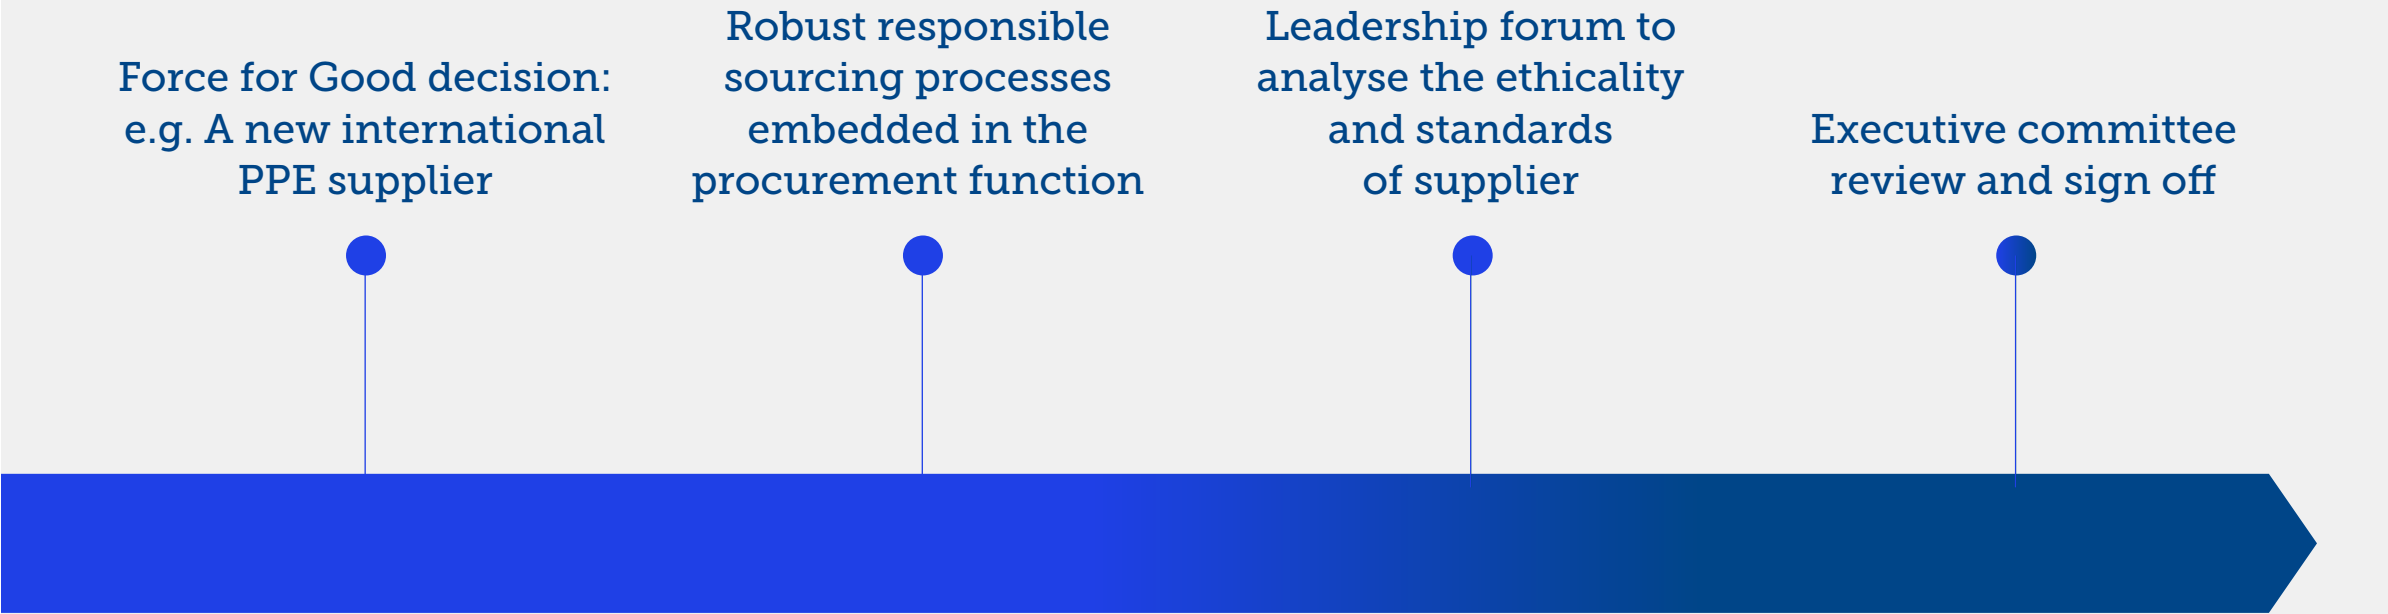 Force for Good decision:
e.g. A new international
PPE supplier
Robust responsible
sourcing processes
embedded in the
procurement function
Leadership forum to
analyse the ethicality
and standards
of supplier
Executive committee
review and sign off